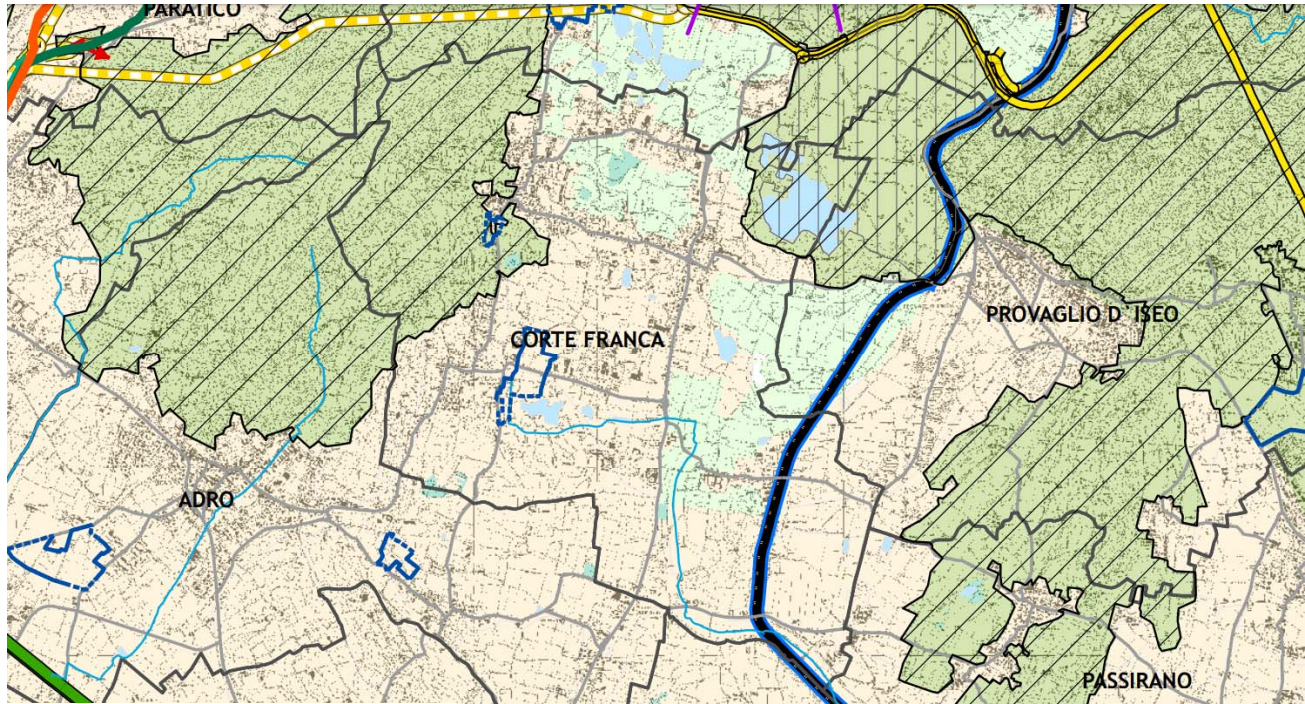 PARATICO
PROVAGLIO D' ISEO
CORTE FRANCA
ADRO
PASSIRANO